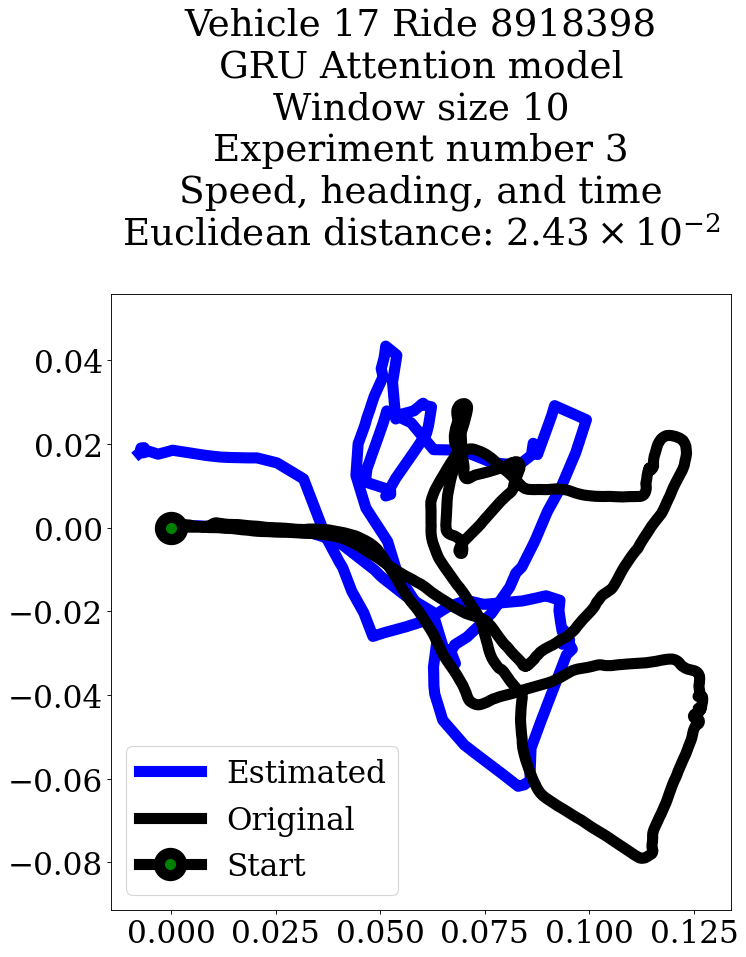 Vehicle 17 Ride 8918398
GRU Attention model
Window size 10
Experiment number 3
Speed, heading, and time
Euclidean distance: 2.43 × 10⁻²
0.04
0.02
0.00
−0.02
−0.04
−0.06
−0.08
Estimated
Original
Start
0.000 0.025 0.050 0.075 0.100 0.125